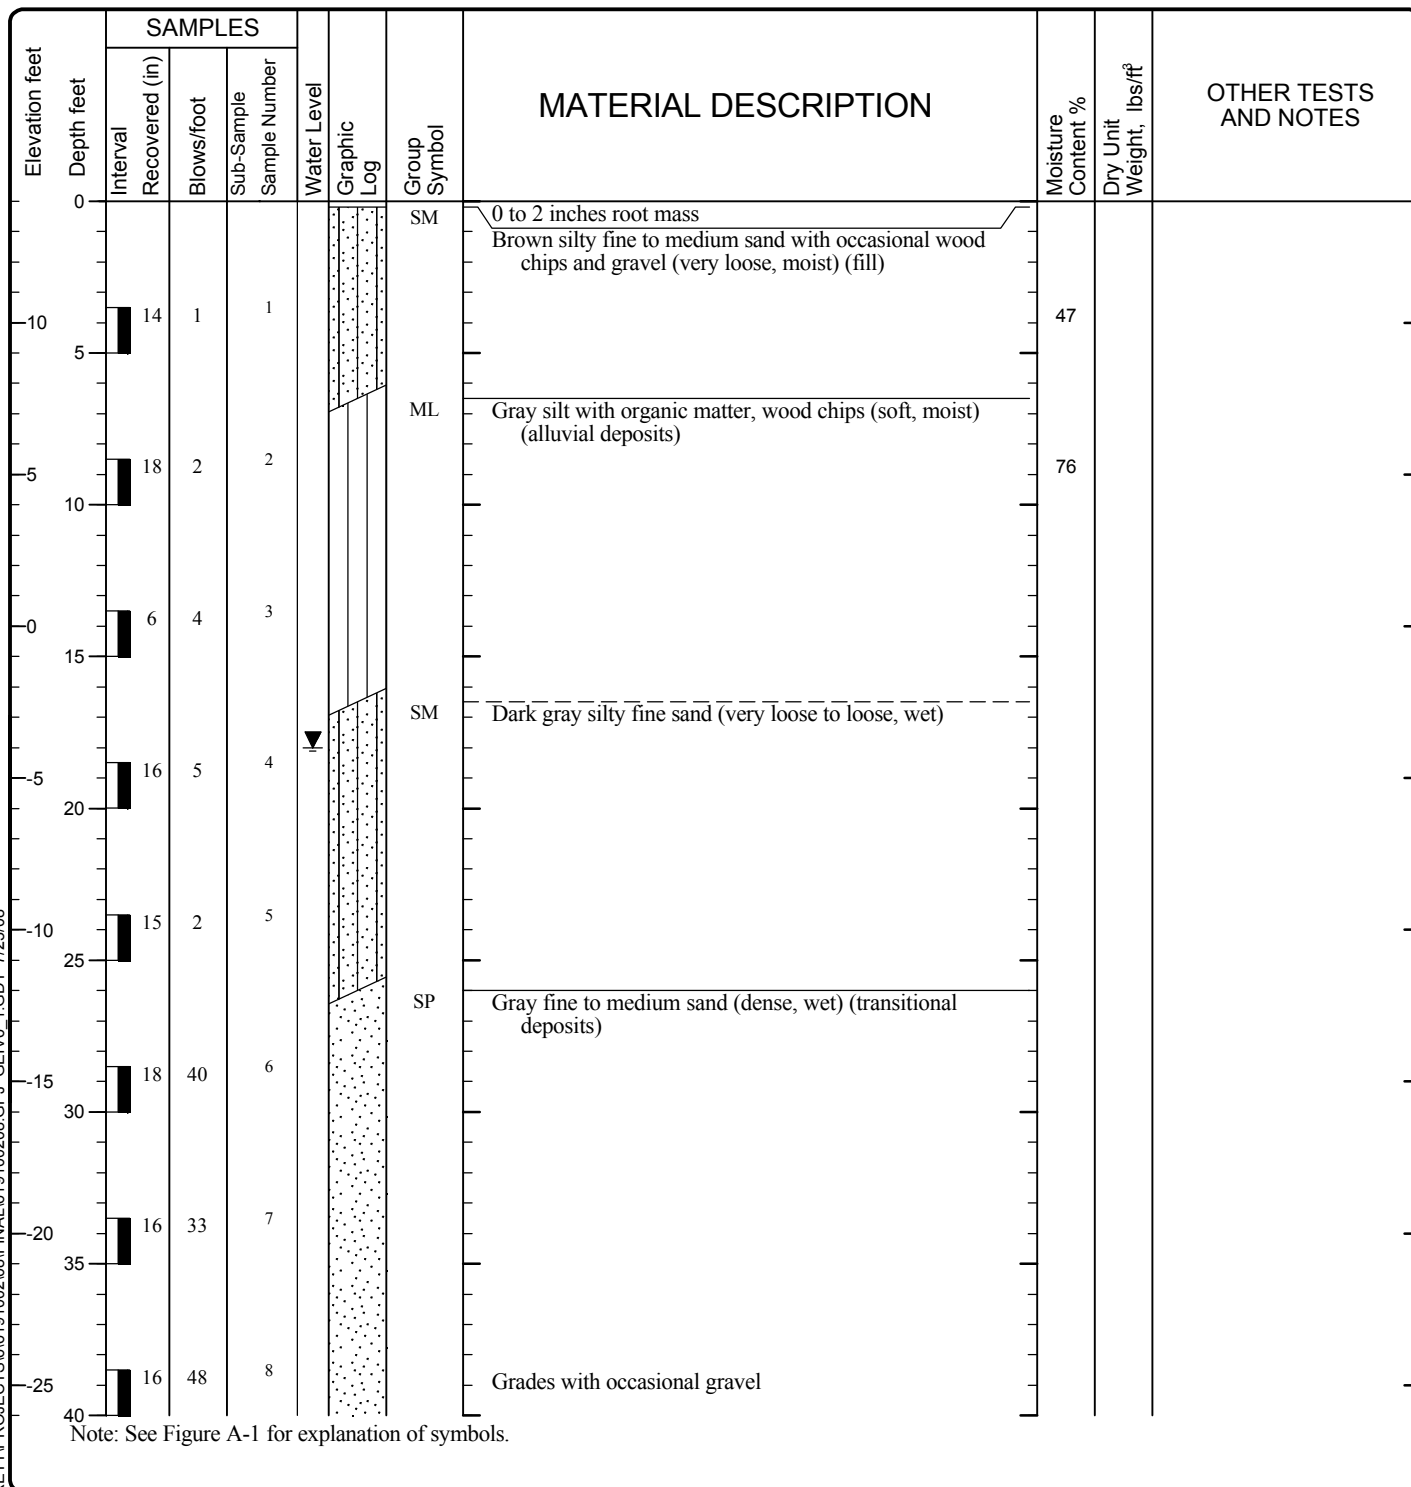 SAMPLES
Elevation feet
Depth feet
Interval
Recovered (in)
Blows/foot
Sub-Sample
Sample Number
Water Level
Graphic
Log
Group
Symbol
MATERIAL DESCRIPTION
Moisture
Content %
Dry Unit
Weight, lbs/ft³
OTHER TESTS
AND NOTES
0
SM 0 to 2 inches root mass
Brown silty fine to medium sand with occasional wood
chips and gravel (very loose, moist) (fill)
10 14 1 1 47
5
ML Gray silt with organic matter, wood chips (soft, moist)
(alluvial deposits)
5 18 2 2 76
10
0 6 4 3
15
SM Dark gray silty fine sand (very loose to loose, wet)
-5 16 5 4
20
-10 15 2 5
25
SP Gray fine to medium sand (dense, wet) (transitional
deposits)
-15 18 40 6
30
-20 16 33 7
35
-25 16 48 8 Grades with occasional gravel
40
Note: See Figure A-1 for explanation of symbols.